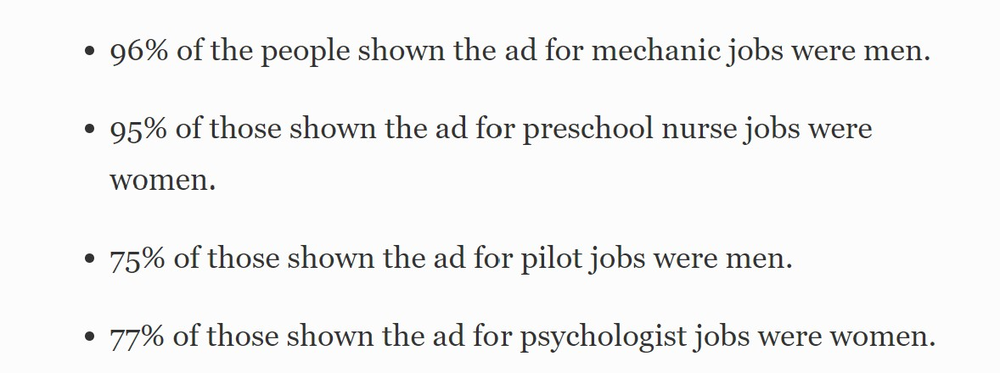 • 96% of the people shown the ad for mechanic jobs were men.
• 95% of those shown the ad for preschool nurse jobs were
women.
• 75% of those shown the ad for pilot jobs were men.
• 77% of those shown the ad for psychologist jobs were women.